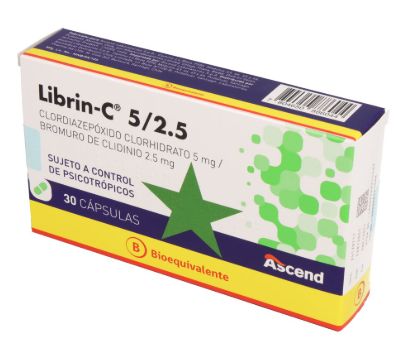 Librin-C® 5/2.5
CLORDIAZEPÓXIDO CLORHIDRATO 5 mg /
BROMURO DE CLIDINIO 2.5 mg
SUJETO A CONTROL
DE PSICOTRÓPICOS
30 CÁPSULAS
Ascend
B Bioequivalente
B